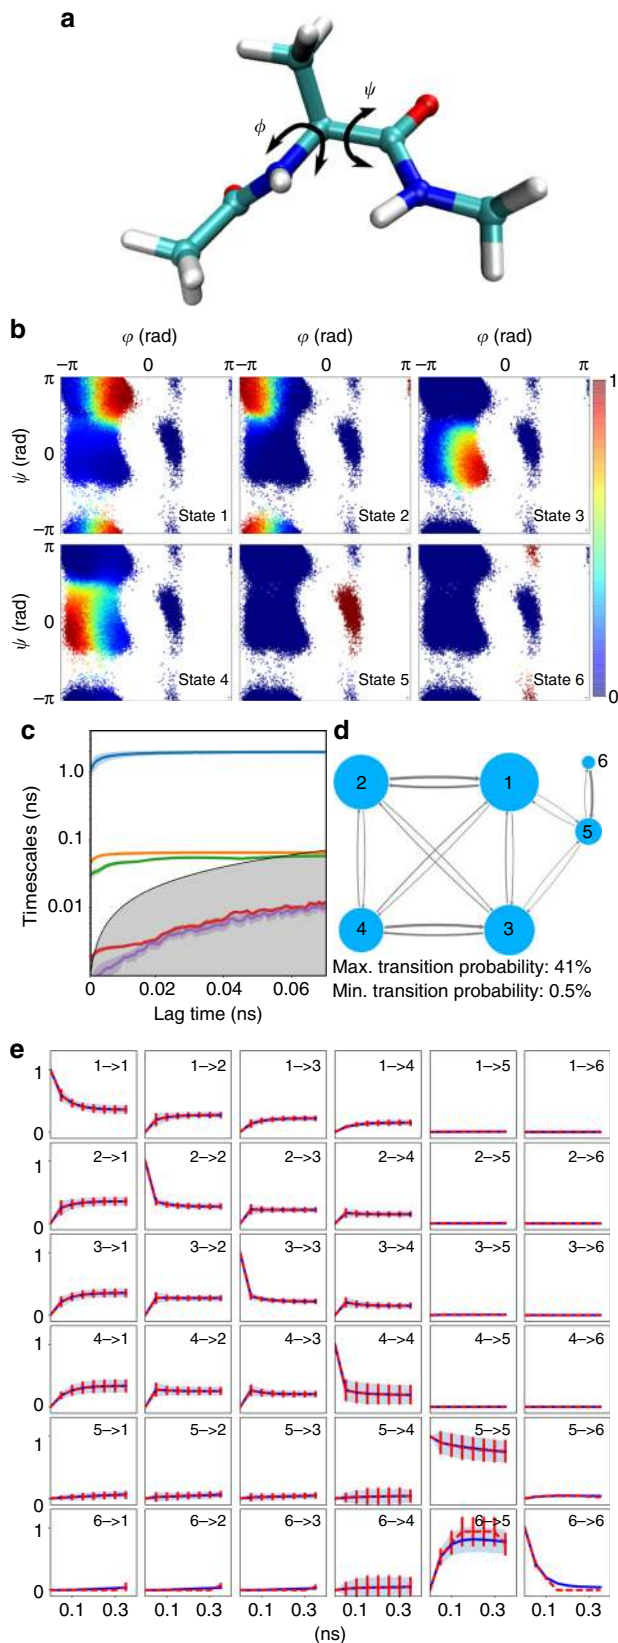 a
ψ
ϕ
b
φ (rad) φ (rad) φ (rad)
−π 0 π −π 0 π −π 0 π
π 1
ψ (rad)
0
−π
State 1 State 2 State 3
π
ψ (rad)
0
−π
State 4 State 5 State 6
0
c d
Timescales (ns)
1.0
0.1
0.01
0 0.02 0.04 0.06
Lag time (ns)
6
2 1
5
4 3
Max. transition probability: 41%
Min. transition probability: 0.5%
e
1–>1 1–>2 1–>3 1–>4 1–>5 1–>6
1
0
2–>1 2–>2 2–>3 2–>4 2–>5 2–>6
1
0
3–>1 3–>2 3–>3 3–>4 3–>5 3–>6
1
0
4–>1 4–>2 4–>3 4–>4 4–>5 4–>6
1
0
5–>1 5–>2 5–>3 5–>4 5–>5 5–>6
1
0
6–>1 6–>2 6–>3 6–>4 6–>5 6–>6
1
0
0.1 0.3 0.1 0.3 0.1 0.3 0.1 0.3 0.1 0.3 0.1 0.3
(ns)